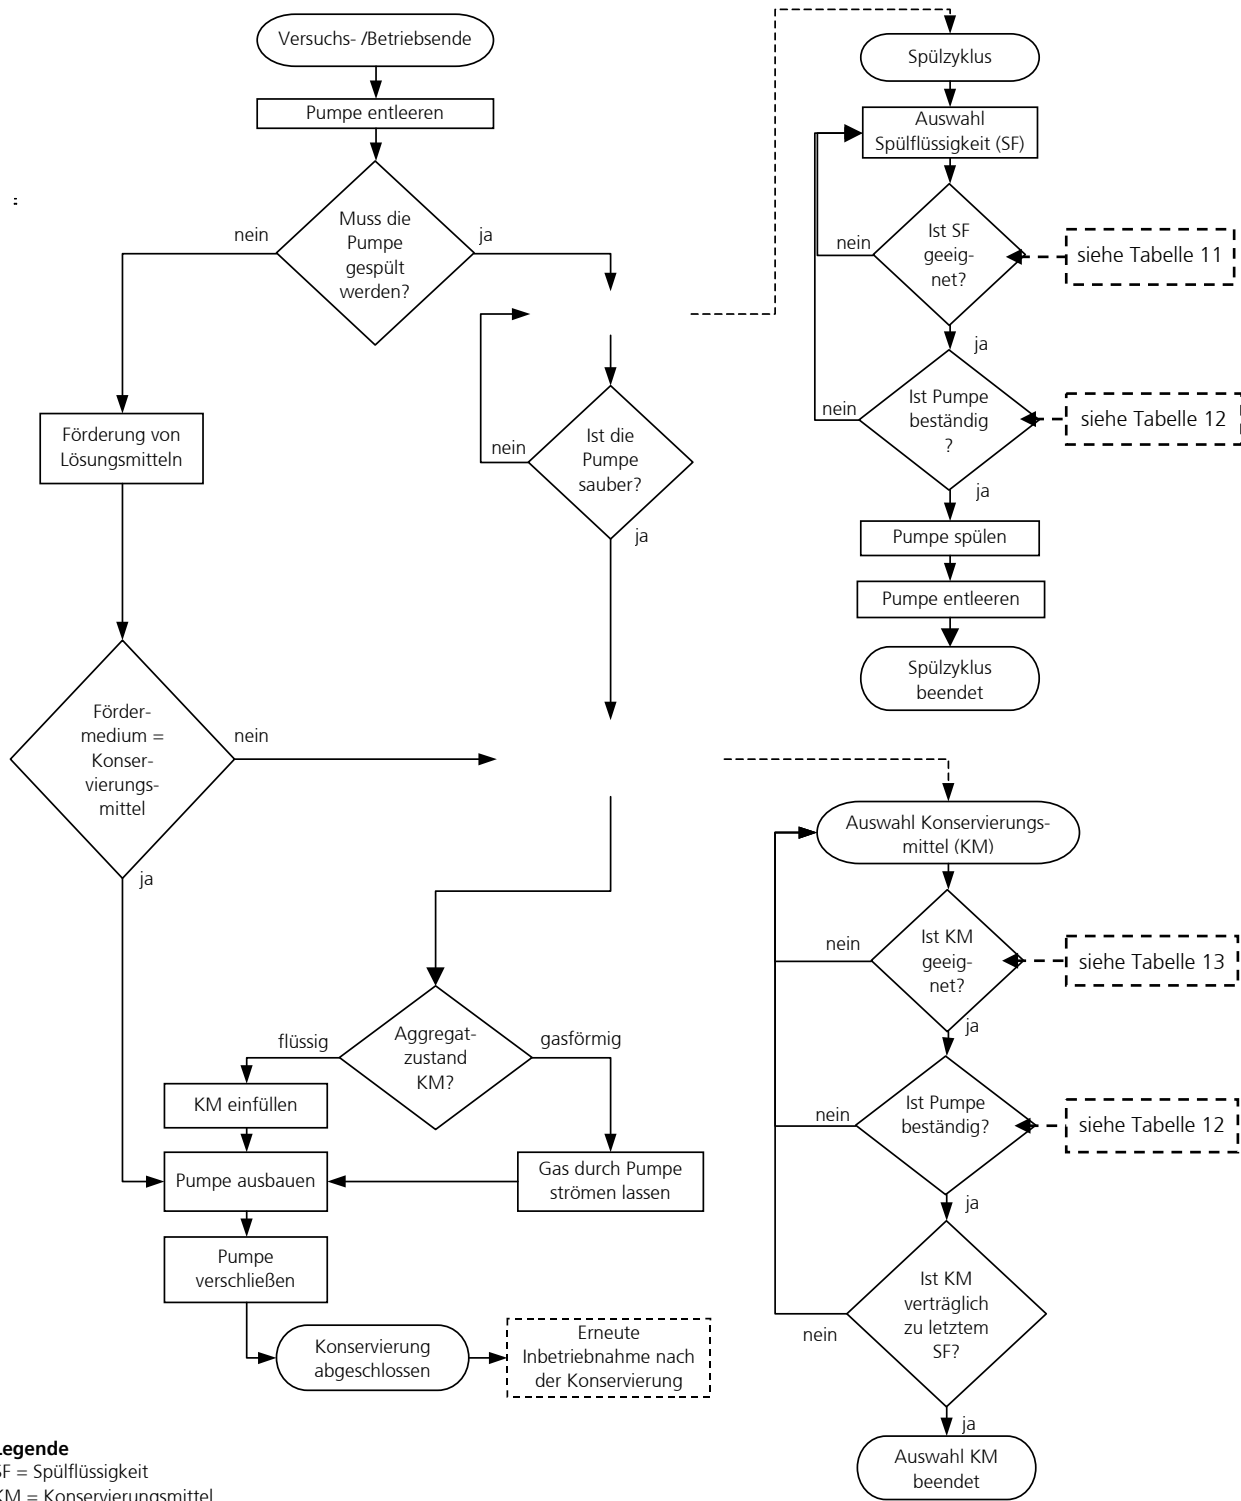 Versuchs- /Betriebsende
Pumpe entleeren
Muss die
Pumpe
gespült
werden?
nein
ja
Förderung von
Lösungsmitteln
Ist die
Pumpe
sauber?
nein
ja
Förder-
medium =
Konser-
vierungs-
mittel
nein
ja
Aggregat-
zustand
KM?
flüssig
gasförmig
KM einfüllen
Pumpe ausbauen
Gas durch Pumpe
strömen lassen
Pumpe
verschließen
Konservierung
abgeschlossen
Erneute
Inbetriebnahme nach
der Konservierung
Spülzyklus
Auswahl
Spülflüssigkeit (SF)
Ist SF
geeig-
net?
nein
siehe Tabelle 11
ja
Ist Pumpe
beständig
?
nein
siehe Tabelle 12
ja
Pumpe spülen
Pumpe entleeren
Spülzyklus
beendet
Auswahl Konservierungs-
mittel (KM)
Ist KM
geeig-
net?
nein
siehe Tabelle 13
ja
Ist Pumpe
beständig?
nein
siehe Tabelle 12
ja
Ist KM
verträglich
zu letztem
SF?
nein
ja
Auswahl KM
beendet
Legende
SF = Spülflüssigkeit
KM = Konservierungsmittel